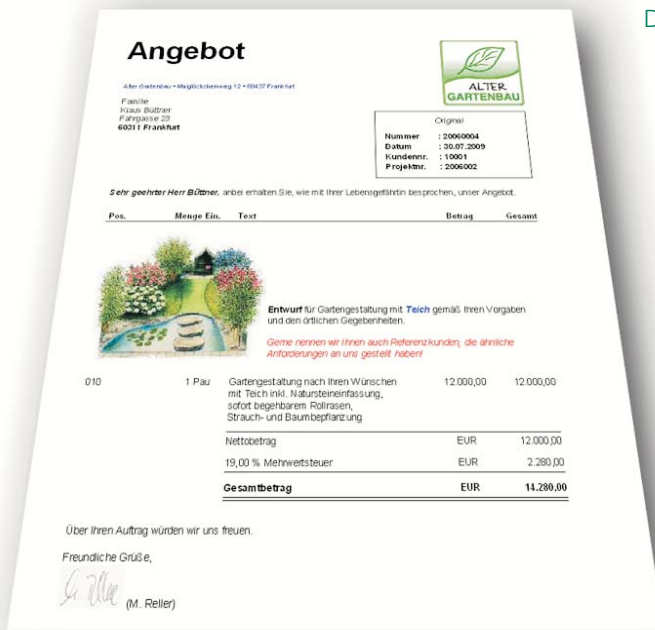 D
Angebot
ALTER
GARTENBAU
Alter Gartenbau • Maiglöckchenweg 12 • 60437 Frankfurt
Familie
Klaus Büttner
Fahrgasse 23
60311 Frankfurt
Original
Nummer : 20060004
Datum : 30.07.2009
Kundennr. : 10001
Projektnr. : 2006002
Sehr geehrter Herr Büttner, anbei erhalten Sie, wie mit Ihrer Lebensgefährtin besprochen, unser Angebot.
Pos. Menge Ein. Text Betrag Gesamt
Entwurf für Gartengestaltung mit Teich gemäß Ihren Vorgaben
und den örtlichen Gegebenheiten.
Gerne nennen wir Ihnen auch Referenzkunden, die ähnliche
Anforderungen an uns gestellt haben!
010 1 Pau Gartengestaltung nach Ihren Wünschen 12.000,00 12.000,00
mit Teich inkl. Natursteineinfassung,
sofort begehbarem Rollrasen,
Strauch- und Baumbepflanzung
Nettobetrag EUR 12.000,00
19,00 % Mehrwertsteuer EUR 2.280,00
Gesamtbetrag EUR 14.280,00
Über Ihren Auftrag würden wir uns freuen.
Freundliche Grüße,
(M. Reller)